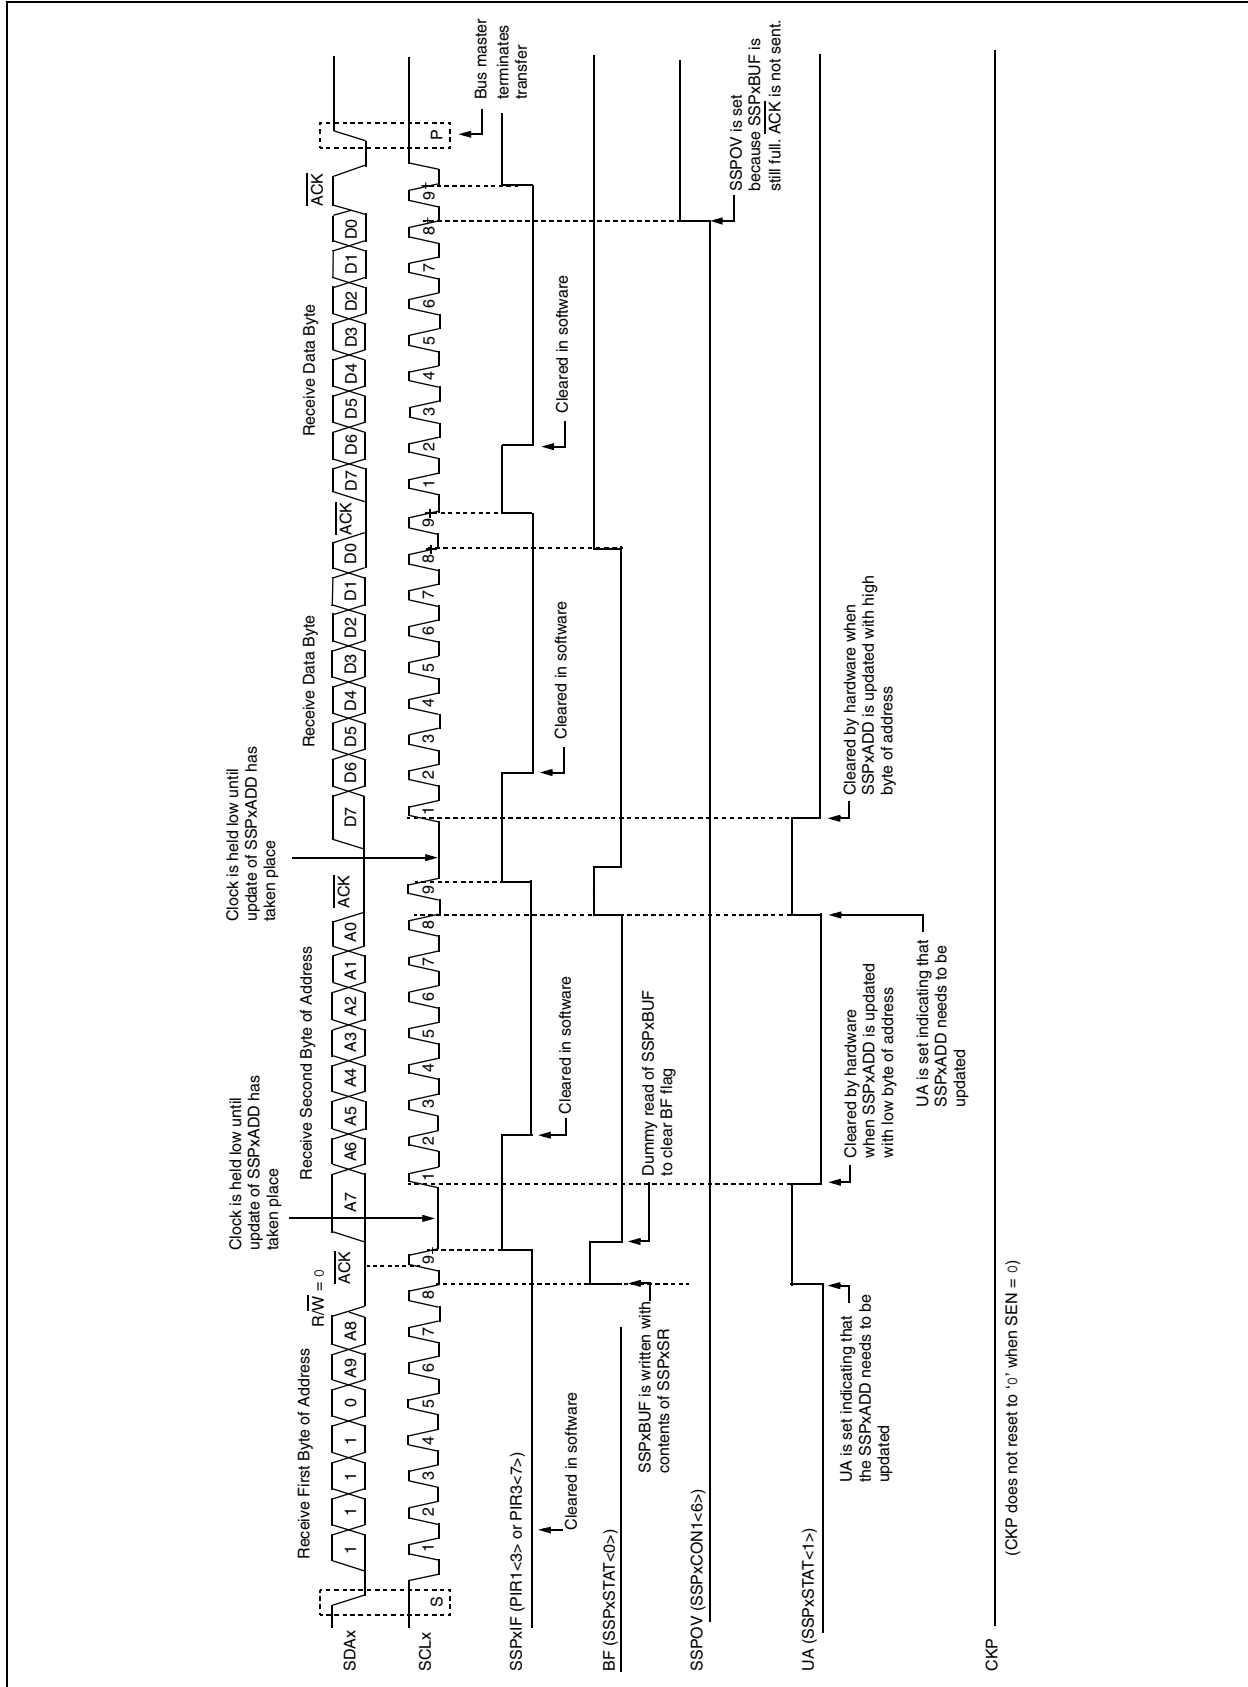 Receive First Byte of Address
R/W = 0
ACK
Clock is held low until
update of SSPxADD has
taken place
Receive Second Byte of Address
ACK
Clock is held low until
update of SSPxADD has
taken place
Receive Data Byte
ACK
Receive Data Byte
ACK
SDAx
1 1 1 1 0 A9 A8 A7 A6 A5 A4 A3 A2 A1 A0 D7 D6 D5 D4 D3 D2 D1 D0 D7 D6 D5 D4 D3 D2 D1 D0
SCLx
S 1 2 3 4 5 6 7 8 9 1 2 3 4 5 6 7 8 9 1 2 3 4 5 6 7 8 9 1 2 3 4 5 6 7 8 9 P
Bus master
terminates
transfer
SSPxIF (PIR1<3> or PIR3<7>)
Cleared in software
Cleared in software
Cleared in software
Cleared in software
BF (SSPxSTAT<0>)
SSPxBUF is written with
contents of SSPxSR
Dummy read of SSPxBUF
to clear BF flag
SSPOV (SSPxCON1<6>)
SSPOV is set
because SSPxBUF is
still full. ACK is not sent.
UA (SSPxSTAT<1>)
UA is set indicating that
the SSPxADD needs to be
updated
Cleared by hardware
when SSPxADD is updated
with low byte of address
UA is set indicating that
SSPxADD needs to be
updated
Cleared by hardware when
SSPxADD is updated with high
byte of address
CKP
(CKP does not reset to ‘0’ when SEN = 0)